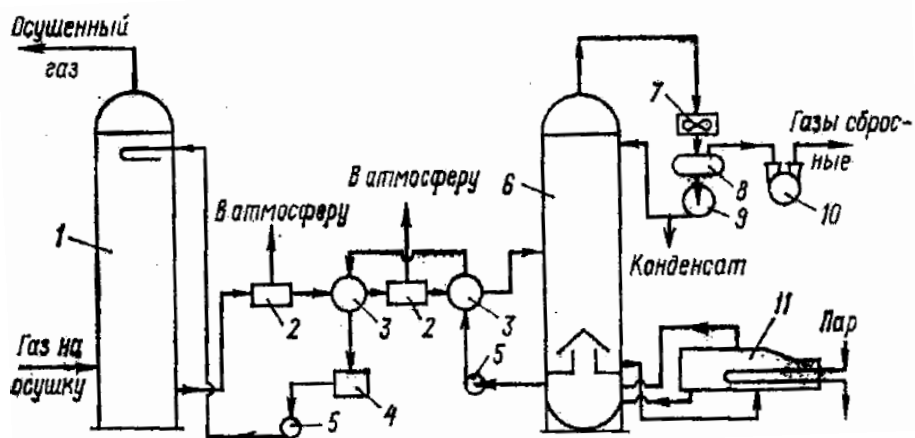 Осушенный
газ
В атмосферу
В атмосферу
7
Газы сброс-
ные
6
8
9
10
1
Конденсат
2
3
2
3
11
Пар
Газ на
осушку
5
4
5